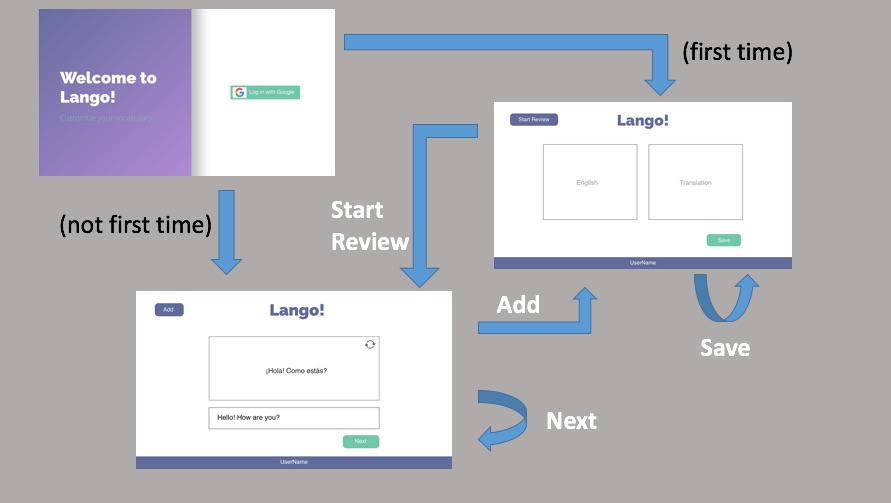 Welcome to
Lango!
Customize your vocabulary
Log in with Google
(first time)
Start Review
Lango!
English
Translation
Save
UserName
(not first time)
Start
Review
Add
Lango!
¡Hola! Como estás?
Hello! How are you?
Next
UserName
Add
Save
Next